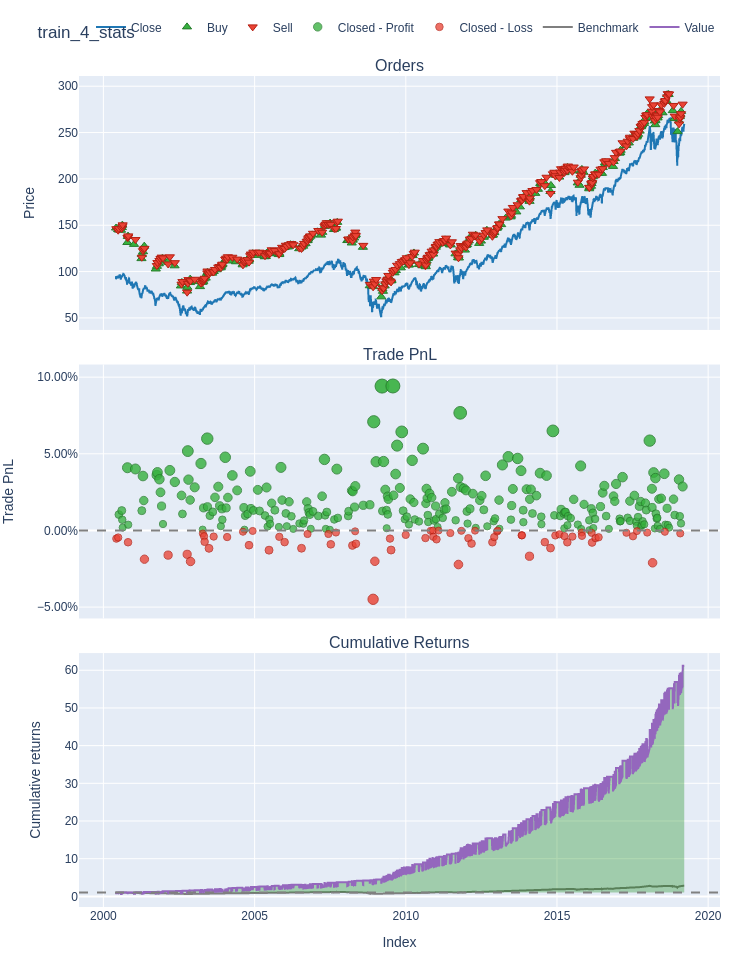 train_4_stats
Close Buy Sell Closed - Profit Closed - Loss Benchmark Value
Orders
300
250
200
150
100
50
Price
Trade PnL
10.00%
5.00%
0.00%
−5.00%
Trade PnL
Cumulative Returns
60
50
40
30
20
10
0
Cumulative returns
2000 2005 2010 2015 2020
Index